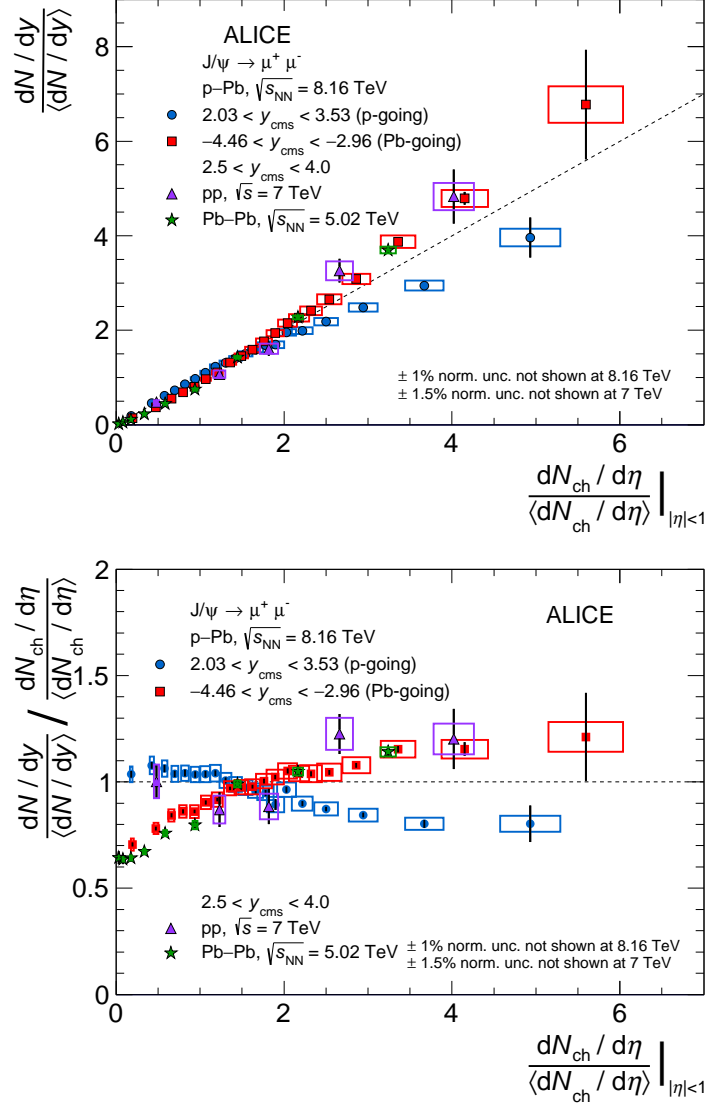 8
6
4
2
0
dN / dy
⟨dN / dy⟩
ALICE
J/ψ → μ⁺ μ⁻
p–Pb, √s_NN = 8.16 TeV
2.03 < y_cms < 3.53 (p-going)
−4.46 < y_cms < −2.96 (Pb-going)
2.5 < y_cms < 4.0
pp, √s = 7 TeV
Pb–Pb, √s_NN = 5.02 TeV
± 1% norm. unc. not shown at 8.16 TeV
± 1.5% norm. unc. not shown at 7 TeV
0 2 4 6
dN_ch / dη
⟨dN_ch / dη⟩ | |η|<1
2
1.5
1
0.5
0
dN / dy
⟨dN / dy⟩ / dN_ch / dη
⟨dN_ch / dη⟩
J/ψ → μ⁺ μ⁻
ALICE
p–Pb, √s_NN = 8.16 TeV
2.03 < y_cms < 3.53 (p-going)
−4.46 < y_cms < −2.96 (Pb-going)
2.5 < y_cms < 4.0
pp, √s = 7 TeV
Pb–Pb, √s_NN = 5.02 TeV
± 1% norm. unc. not shown at 8.16 TeV
± 1.5% norm. unc. not shown at 7 TeV
0 2 4 6
dN_ch / dη
⟨dN_ch / dη⟩ | |η|<1